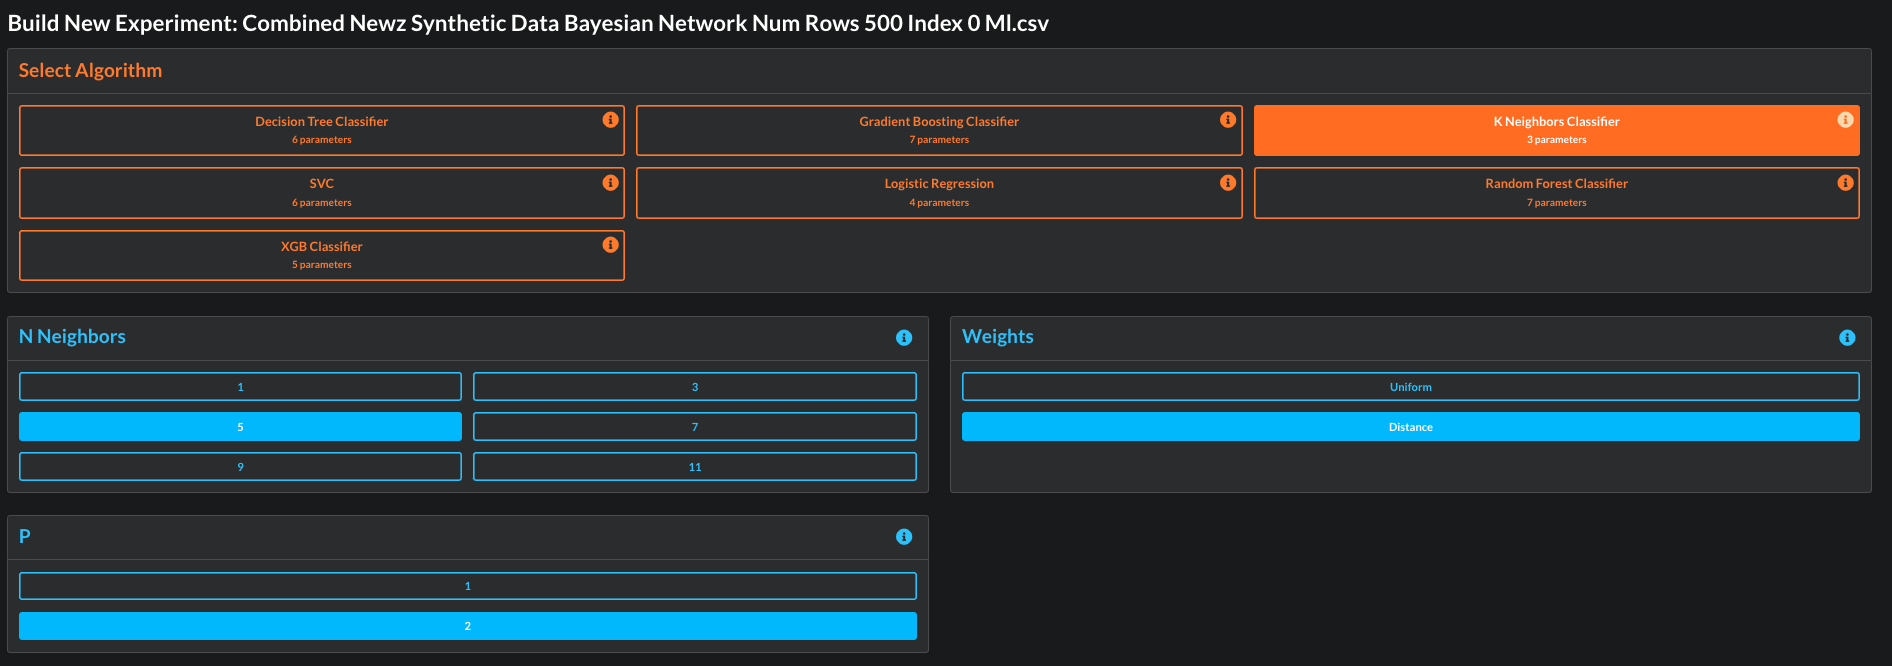 Build New Experiment: Combined Newz Synthetic Data Bayesian Network Num Rows 500 Index 0 Ml.csv
Select Algorithm
Decision Tree Classifier
6 parameters
Gradient Boosting Classifier
7 parameters
K Neighbors Classifier
3 parameters
SVC
6 parameters
Logistic Regression
4 parameters
Random Forest Classifier
7 parameters
XGB Classifier
5 parameters
N Neighbors
1
3
5
7
9
11
Weights
Uniform
Distance
P
1
2